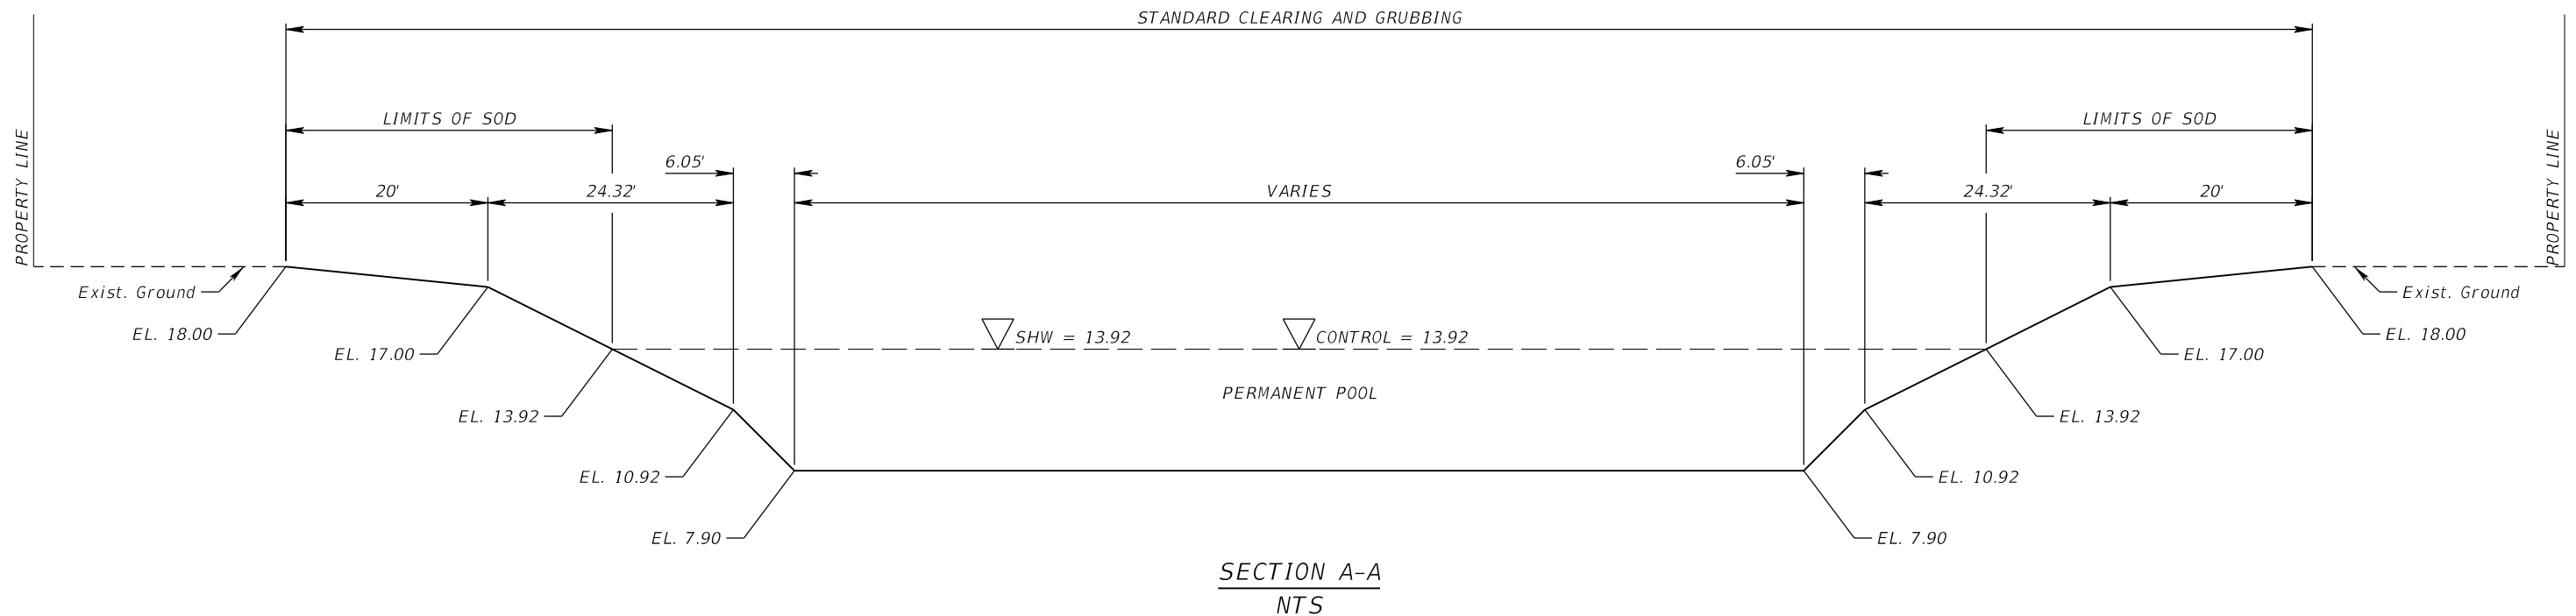 STANDARD CLEARING AND GRUBBING
PROPERTY LINE
PROPERTY LINE
LIMITS OF SOD
LIMITS OF SOD
6.05'
6.05'
20'
24.32'
VARIES
24.32'
20'
Exist. Ground
Exist. Ground
EL. 18.00
SHW = 13.92
CONTROL = 13.92
EL. 18.00
EL. 17.00
EL. 17.00
PERMANENT POOL
EL. 13.92
EL. 13.92
EL. 10.92
EL. 10.92
EL. 7.90
EL. 7.90
SECTION A-A
NTS